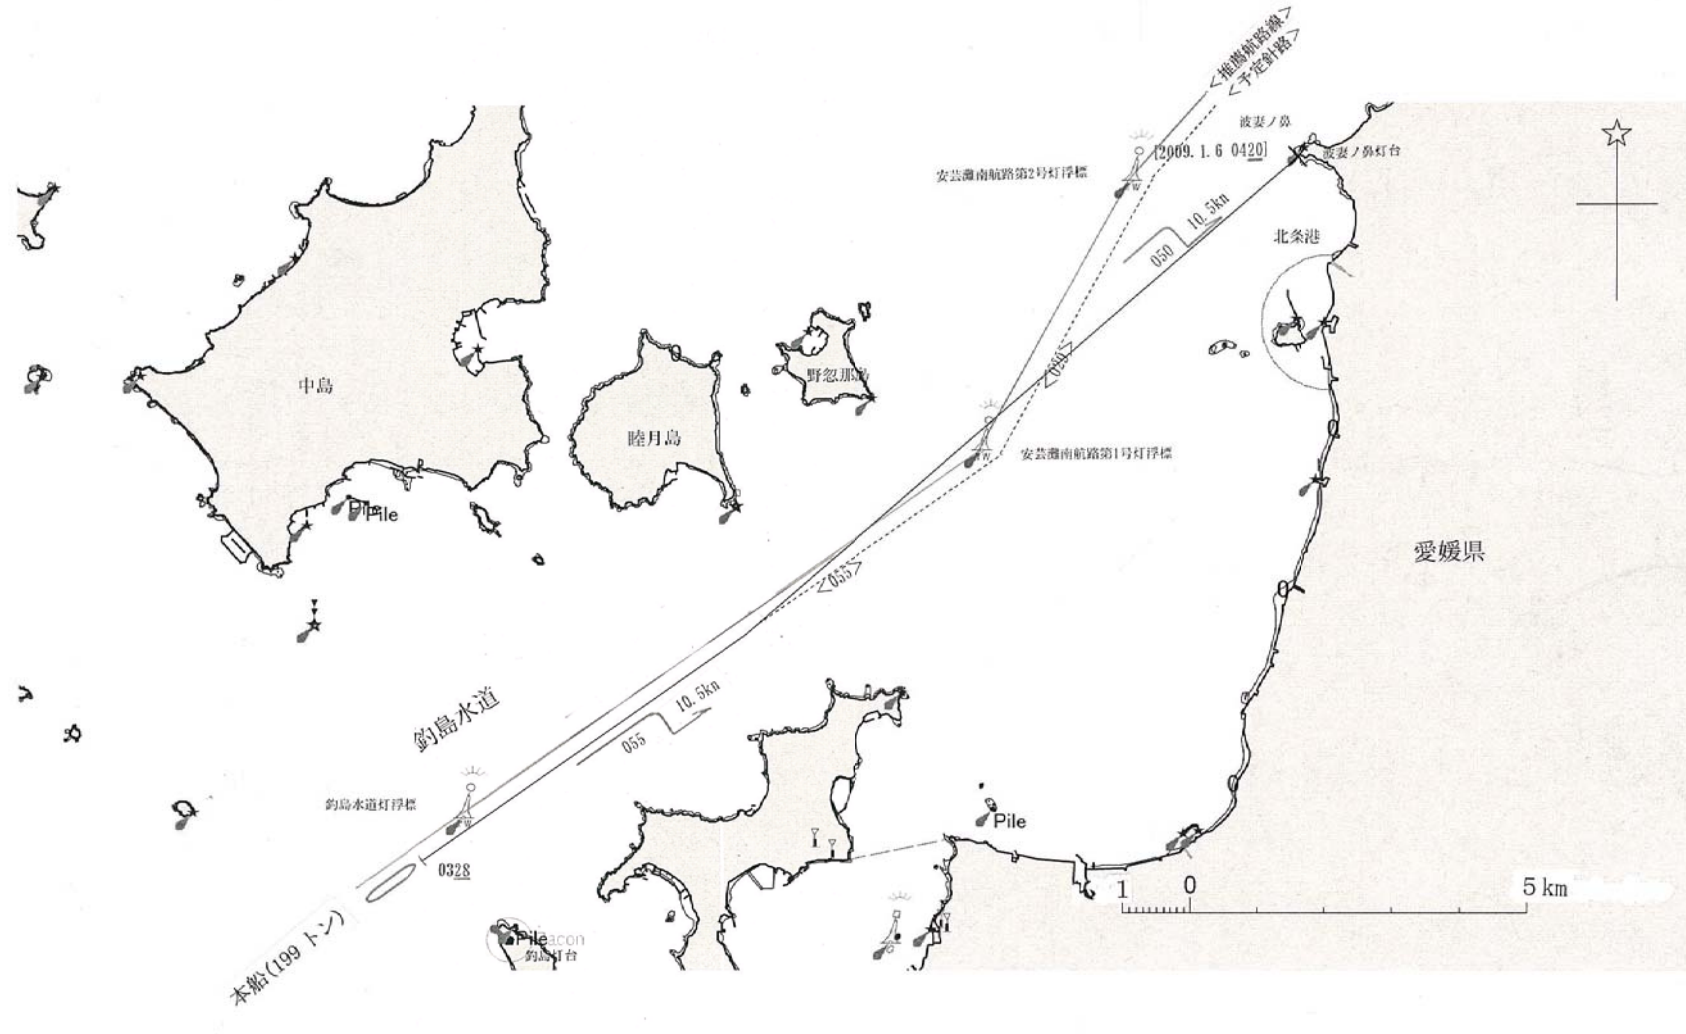 <推薦航路線>
<予定針路>
波妻ノ鼻
[2009.1.6 0420]
波妻ノ鼻灯台
安芸灘南航路第2号灯浮標
W
10.5kn
050
北条港
<029>
中島
睦月島
野忽那島
安芸灘南航路第1号灯浮標
W
Pile
Pile
愛媛県
<055>
釣島水道
10.5kn
055
釣島水道灯浮標
W
0328
Pile
1
0
5km
本船(199トン)
Pile
釣島灯台
G